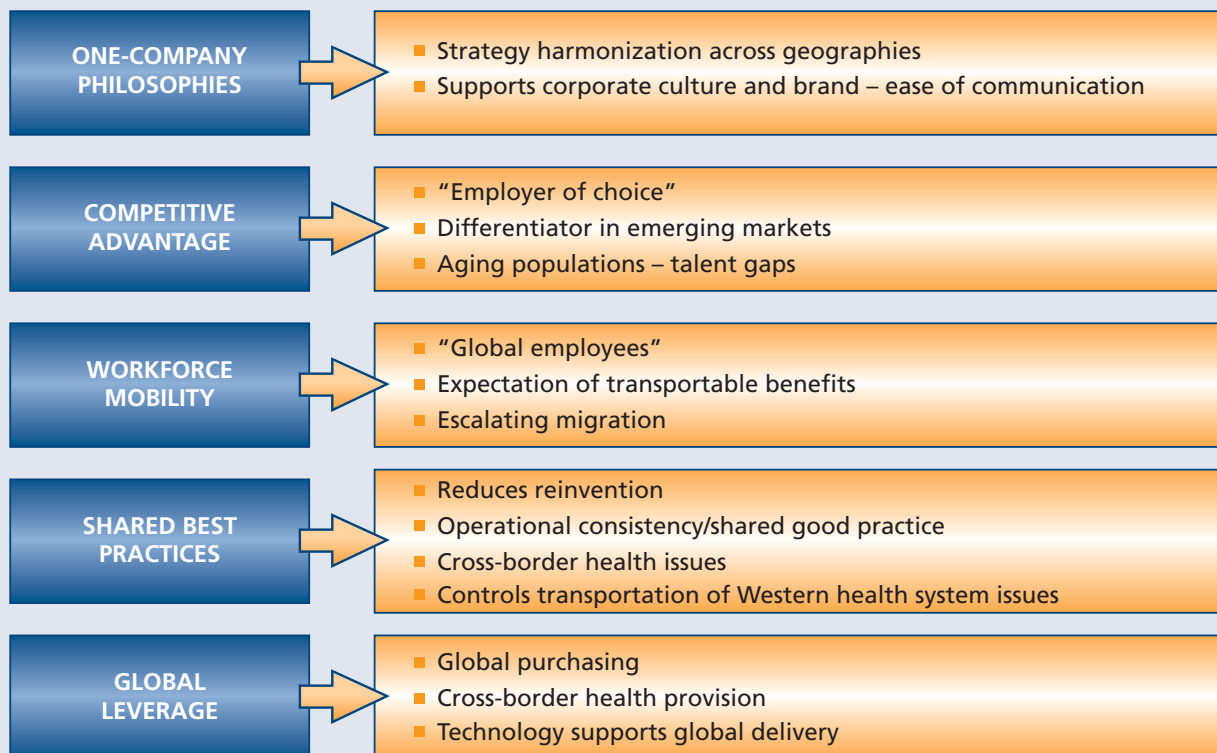 ONE-COMPANY
PHILOSOPHIES
■ Strategy harmonization across geographies
■ Supports corporate culture and brand – ease of communication
COMPETITIVE
ADVANTAGE
■ “Employer of choice”
■ Differentiator in emerging markets
■ Aging populations – talent gaps
WORKFORCE
MOBILITY
■ “Global employees”
■ Expectation of transportable benefits
■ Escalating migration
SHARED BEST
PRACTICES
■ Reduces reinvention
■ Operational consistency/shared good practice
■ Cross-border health issues
■ Controls transportation of Western health system issues
GLOBAL
LEVERAGE
■ Global purchasing
■ Cross-border health provision
■ Technology supports global delivery